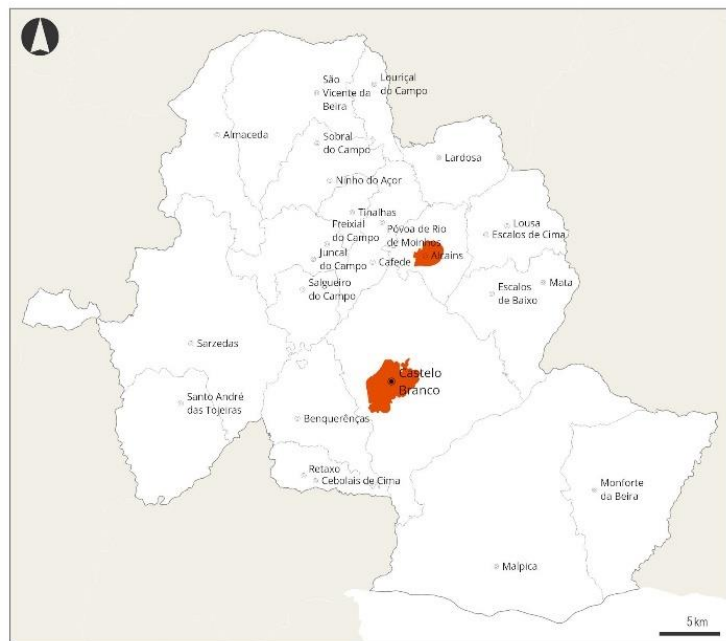 São
Vicente da
Beira
Louriçal
do Campo
Almaceda
Sobral
do Campo
Lardosa
Ninho do Açor
Tinalhas
Freixial
do Campo
Póvoa de Rio
de Moinhos
Lousa
Escalos de Cima
Juncal
do Campo
Cafede
Alcains
Salgueiro
do Campo
Escalos
de Baixo
Mata
Sarzedas
Castelo
Branco
Santo André
das Tojeiras
Benquerênças
Retaxo
Cebolais de Cima
Monforte
da Beira
Malpica
5 km